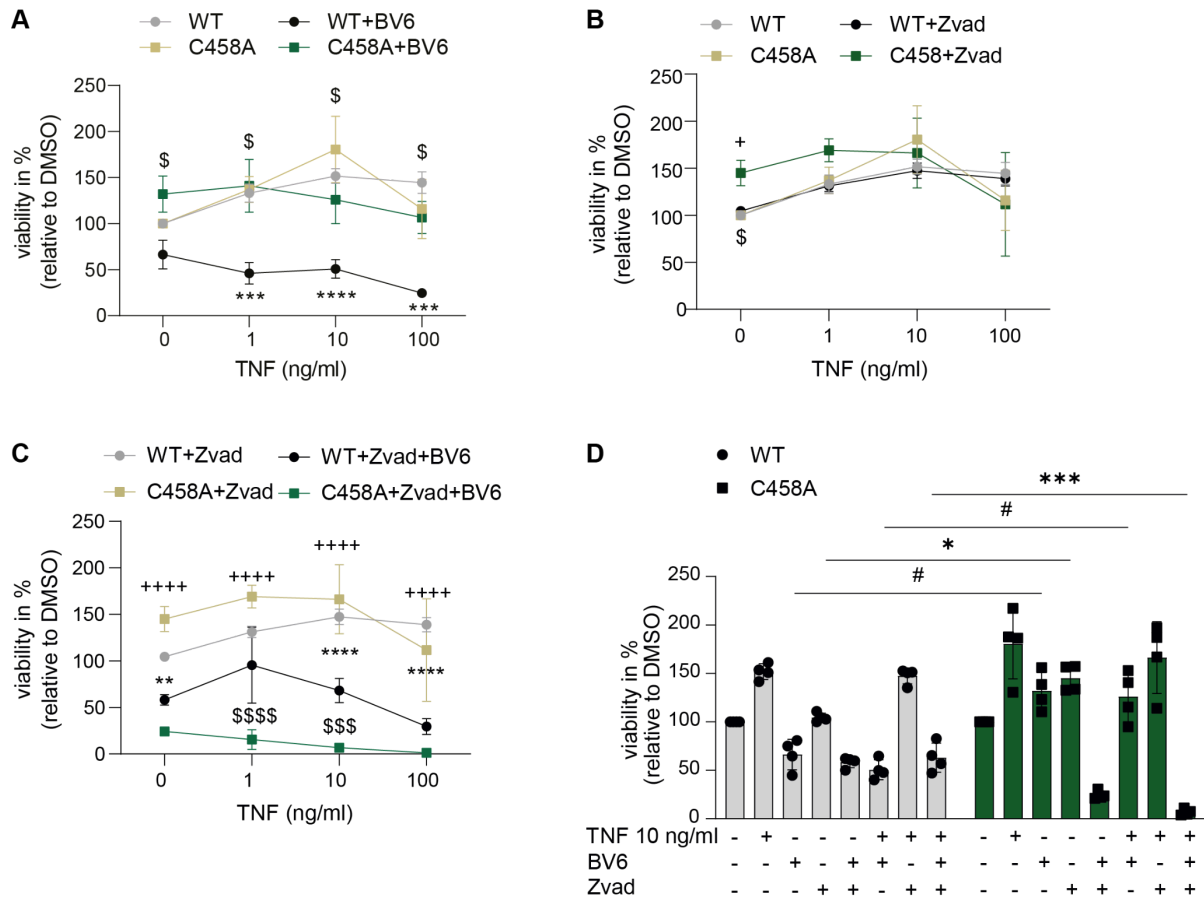 A
WT
WT+BV6
C458A
C458A+BV6
viability in %
(relative to DMSO)
250
200
150
100
50
0
$
$
$
$
***
****
***
0 1 10 100
TNF (ng/ml)
B
WT
WT+Zvad
C458A
C458+Zvad
viability in %
(relative to DMSO)
250
200
150
100
50
0
+
$
0 1 10 100
TNF (ng/ml)
C
WT+Zvad
WT+Zvad+BV6
C458A+Zvad
C458A+Zvad+BV6
viability in %
(relative to DMSO)
250
200
150
100
50
0
++++ ++++ ++++ ++++
** **** ****
$$$$ $$$
0 1 10 100
TNF (ng/ml)
D
WT
C458A
***
#
*
#
viability in %
(relative to DMSO)
250
200
150
100
50
0
TNF 10 ng/ml - + - - - + + + - + - - - + + +
BV6 - - + - + + - + - - + - + + - +
Zvad - - - + + - + + - - - + + - + +